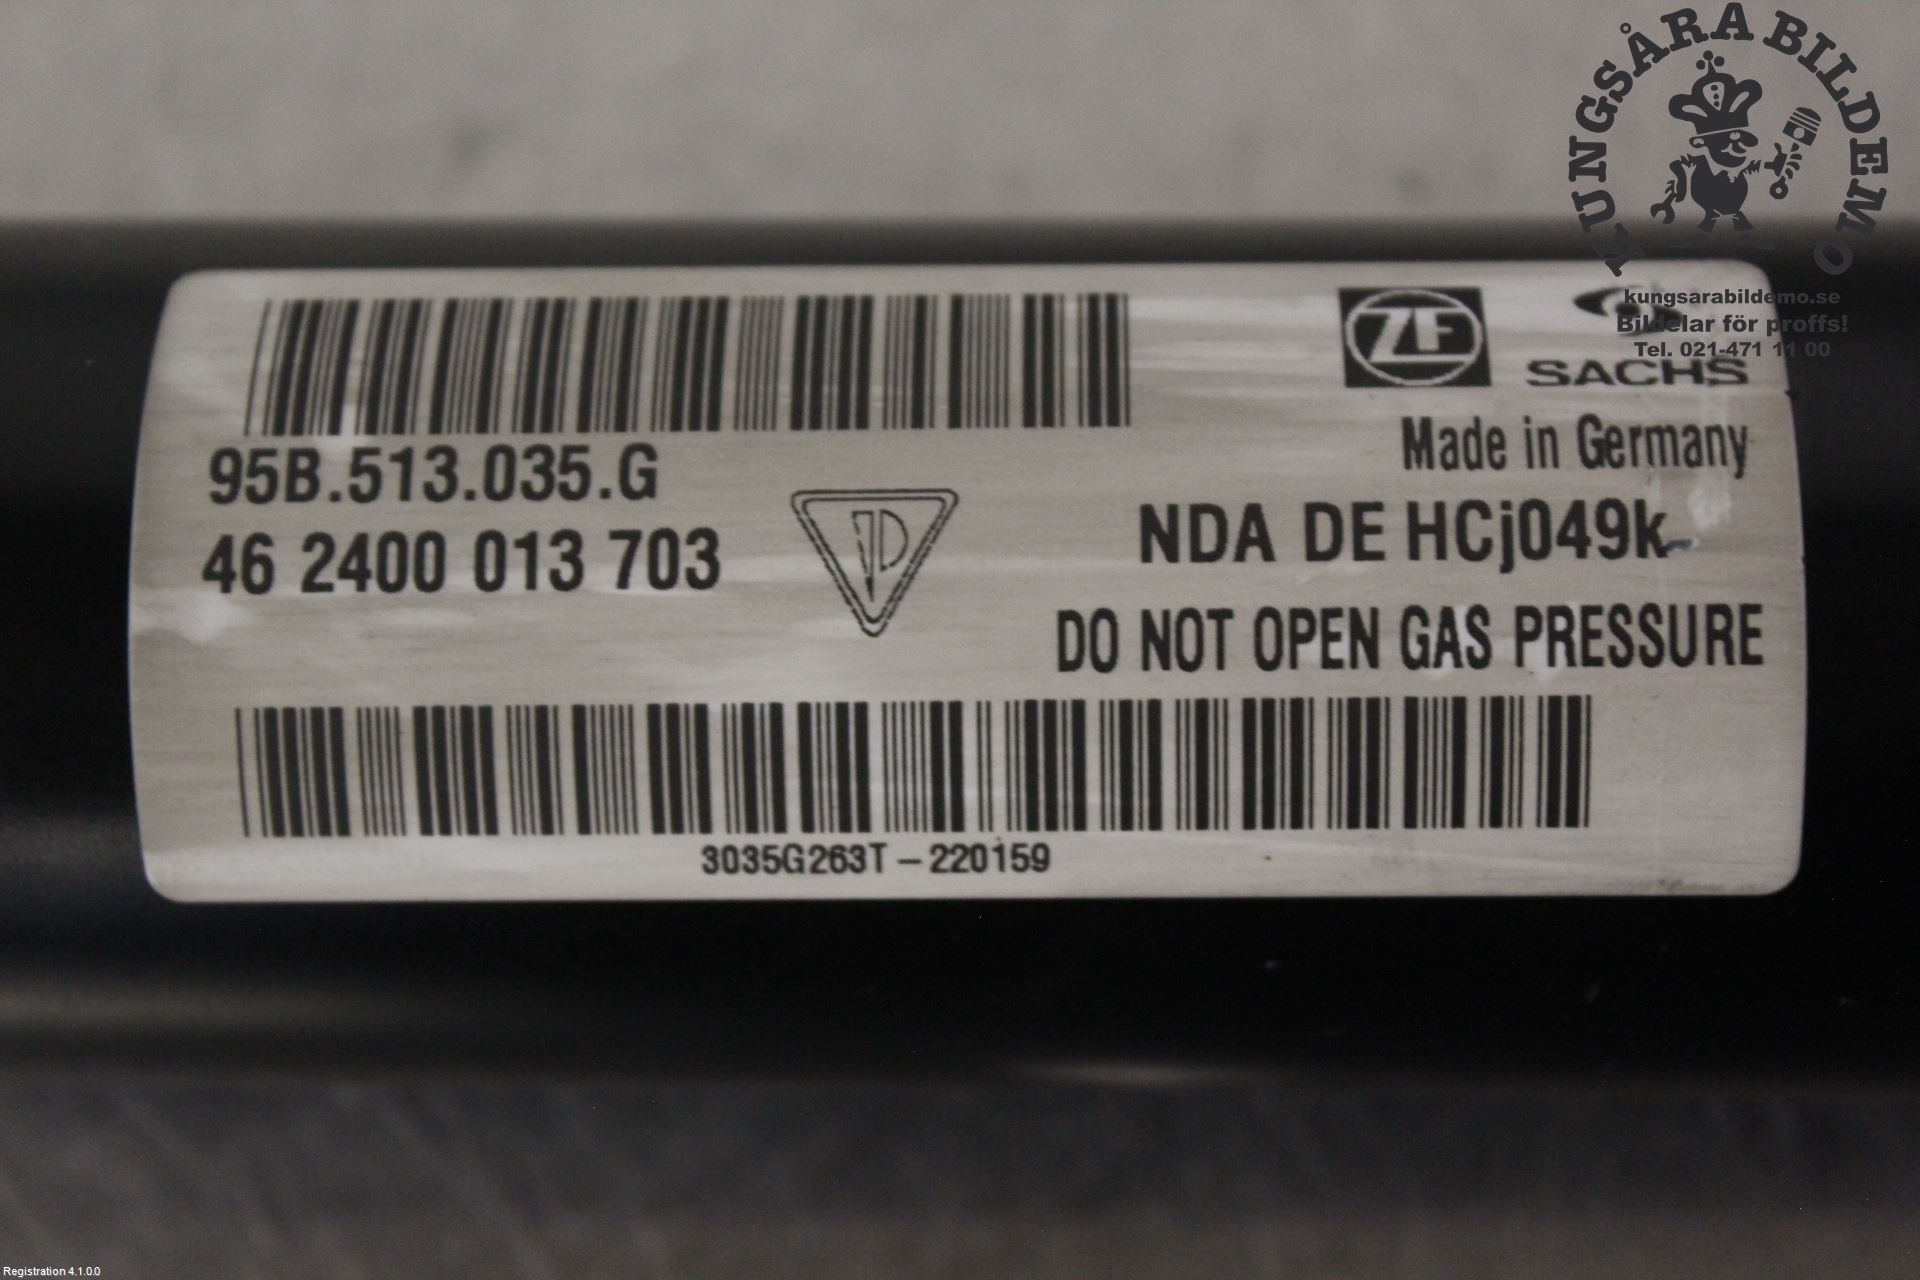 KUNGSÅRA BILDEMO
kungsarabildemo.se
Bildelar för proffs!
Tel. 021-471 11 00
ZF
SACHS
Made in Germany
95B.513.035.G
46 2400 013 703
NDA DE HCj049k
DO NOT OPEN GAS PRESSURE
3035G263T – 220159
Registration 4.1.0.0